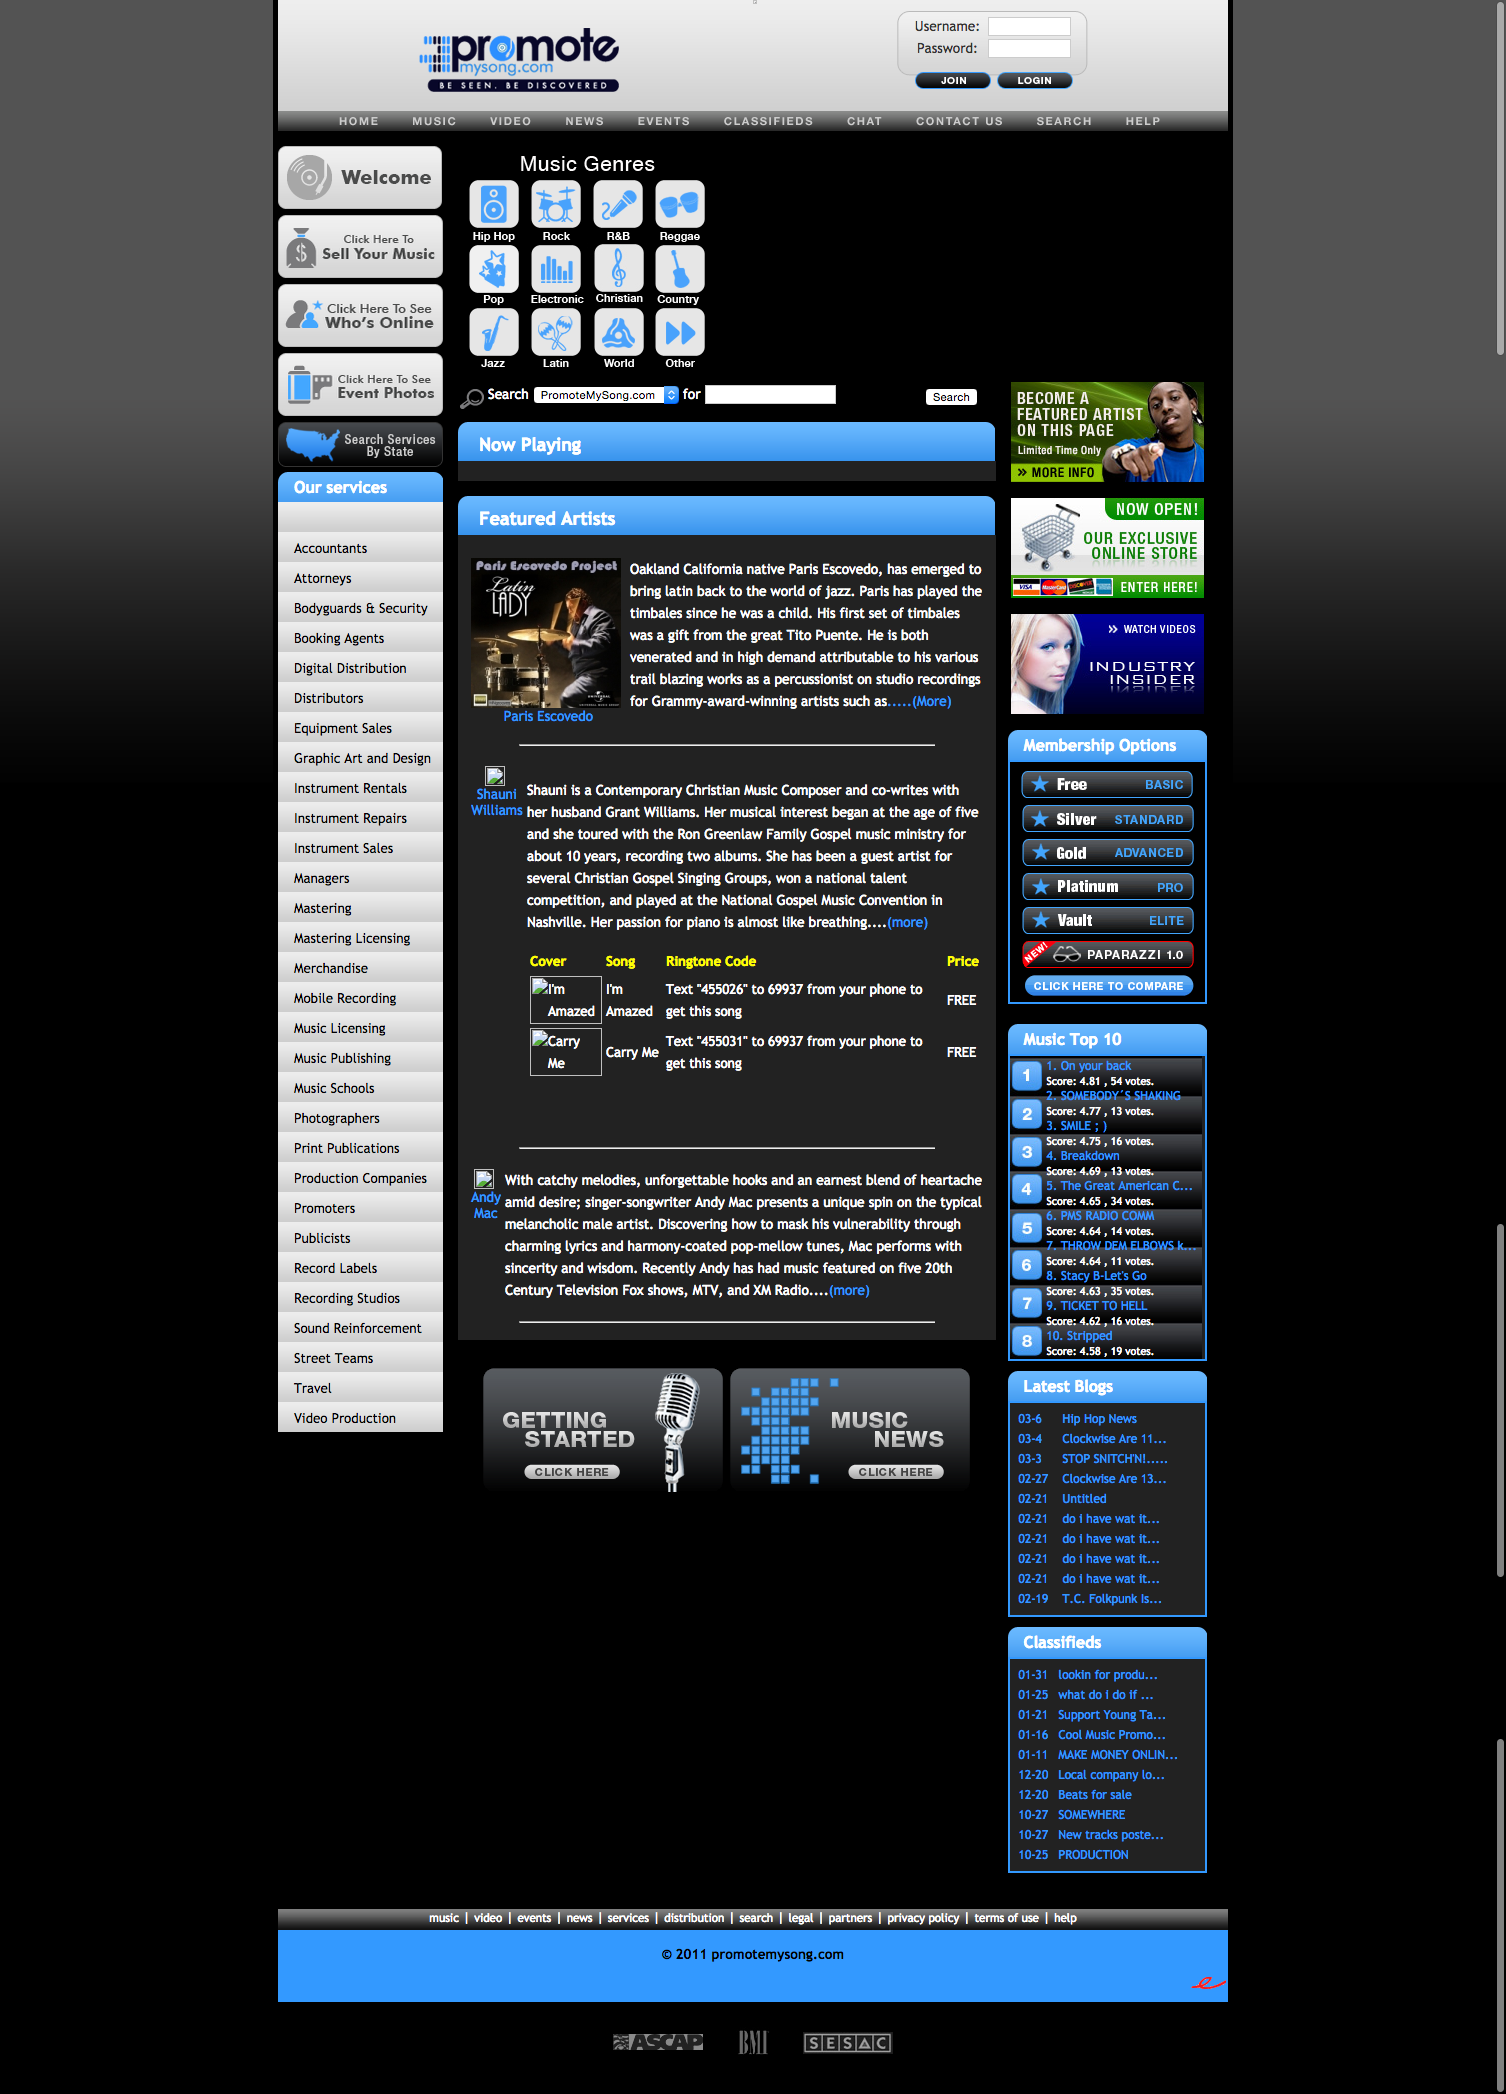 promote
mysong.com
BE SEEN. BE DISCOVERED
Username:
Password:
JOIN LOGIN
HOME MUSIC VIDEO NEWS EVENTS CLASSIFIEDS CHAT CONTACT US SEARCH HELP
Welcome
Click Here To
Sell Your Music
Click Here To See
Who's Online
Click Here To See
Event Photos
Search Services
By State
Our services
Accountants
Attorneys
Bodyguards & Security
Booking Agents
Digital Distribution
Distributors
Equipment Sales
Graphic Art and Design
Instrument Rentals
Instrument Repairs
Instrument Sales
Managers
Mastering
Mastering Licensing
Merchandise
Mobile Recording
Music Licensing
Music Publishing
Music Schools
Photographers
Print Publications
Production Companies
Promoters
Publicists
Record Labels
Recording Studios
Sound Reinforcement
Street Teams
Travel
Video Production
Music Genres
Hip Hop Rock R&B Reggae
Pop Electronic Christian Country
Jazz Latin World Other
Search PromoteMySong.com for Search
Now Playing
Featured Artists
Paris Escovedo Project
Latin
LADY
Paris Escovedo
Oakland California native Paris Escovedo, has emerged to
bring latin back to the world of jazz. Paris has played the
timbales since he was a child. His first set of timbales
was a gift from the great Tito Puente. He is both
venerated and in high demand attributable to his various
trail blazing works as a percussionist on studio recordings
for Grammy-award-winning artists such as.....(More)
Shauni
Williams
Shauni is a Contemporary Christian Music Composer and co-writes with
her husband Grant Williams. Her musical interest began at the age of five
and she toured with the Ron Greenlaw Family Gospel music ministry for
about 10 years, recording two albums. She has been a guest artist for
several Christian Gospel Singing Groups, won a national talent
competition, and played at the National Gospel Music Convention in
Nashville. Her passion for piano is almost like breathing....(more)
Cover Song Ringtone Code Price
I'm
Amazed
I'm
Amazed
Text "455026" to 69937 from your phone to
get this song
FREE
Carry
Me
Carry Me
Text "455031" to 69937 from your phone to
get this song
FREE
Andy
Mac
With catchy melodies, unforgettable hooks and an earnest blend of heartache
amid desire; singer-songwriter Andy Mac presents a unique spin on the typical
melancholic male artist. Discovering how to mask his vulnerability through
charming lyrics and harmony-coated pop-mellow tunes, Mac performs with
sincerity and wisdom. Recently Andy has had music featured on five 20th
Century Television Fox shows, MTV, and XM Radio....(more)
GETTING
STARTED
CLICK HERE
MUSIC
NEWS
CLICK HERE
BECOME A
FEATURED ARTIST
ON THIS PAGE
Limited Time Only
» MORE INFO
NOW OPEN!
OUR EXCLUSIVE
ONLINE STORE
VISA MasterCard DISCOVER
ENTER HERE!
» WATCH VIDEOS
INDUSTRY
INSIDER
Membership Options
Free BASIC
Silver STANDARD
Gold ADVANCED
Platinum PRO
Vault ELITE
NEW! PAPARAZZI 1.0
CLICK HERE TO COMPARE
Music Top 10
1 2 3 4 5 6 7 8
1. On your back
Score: 4.81 , 54 votes.
2. SOMEBODY´S SHAKING
Score: 4.77 , 13 votes.
3. SMILE ; )
Score: 4.75 , 16 votes.
4. Breakdown
Score: 4.69 , 13 votes.
5. The Great American C...
Score: 4.65 , 34 votes.
6. PMS RADIO COMM
Score: 4.64 , 14 votes.
7. THROW DEM ELBOWS k...
Score: 4.64 , 11 votes.
8. Stacy B-Let's Go
Score: 4.63 , 35 votes.
9. TICKET TO HELL
Score: 4.62 , 16 votes.
10. Stripped
Score: 4.58 , 19 votes.
Latest Blogs
03-6 Hip Hop News
03-4 Clockwise Are 11...
03-3 STOP SNITCH'N!.....
02-27 Clockwise Are 13...
02-21 Untitled
02-21 do i have wat it...
02-21 do i have wat it...
02-21 do i have wat it...
02-21 do i have wat it...
02-19 T.C. Folkpunk Is...
Classifieds
01-31 lookin for produ...
01-25 what do i do if ...
01-21 Support Young Ta...
01-16 Cool Music Promo...
01-11 MAKE MONEY ONLIN...
12-20 Local company lo...
12-20 Beats for sale
10-27 SOMEWHERE
10-27 New tracks poste...
10-25 PRODUCTION
music | video | events | news | services | distribution | search | legal | partners | privacy policy | terms of use | help
© 2011 promotemysong.com
ASCAP BMI SESAC